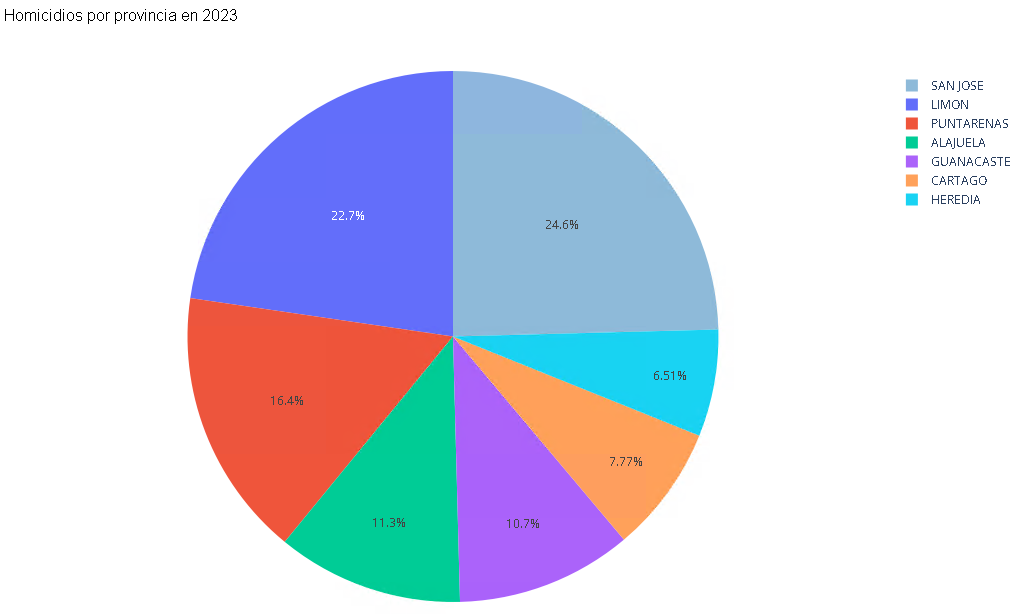 Homicidios por provincia en 2023
SAN JOSE
LIMON
PUNTARENAS
ALAJUELA
GUANACASTE
CARTAGO
HEREDIA
22.7%
24.6%
6.51%
16.4%
7.77%
11.3%
10.7%